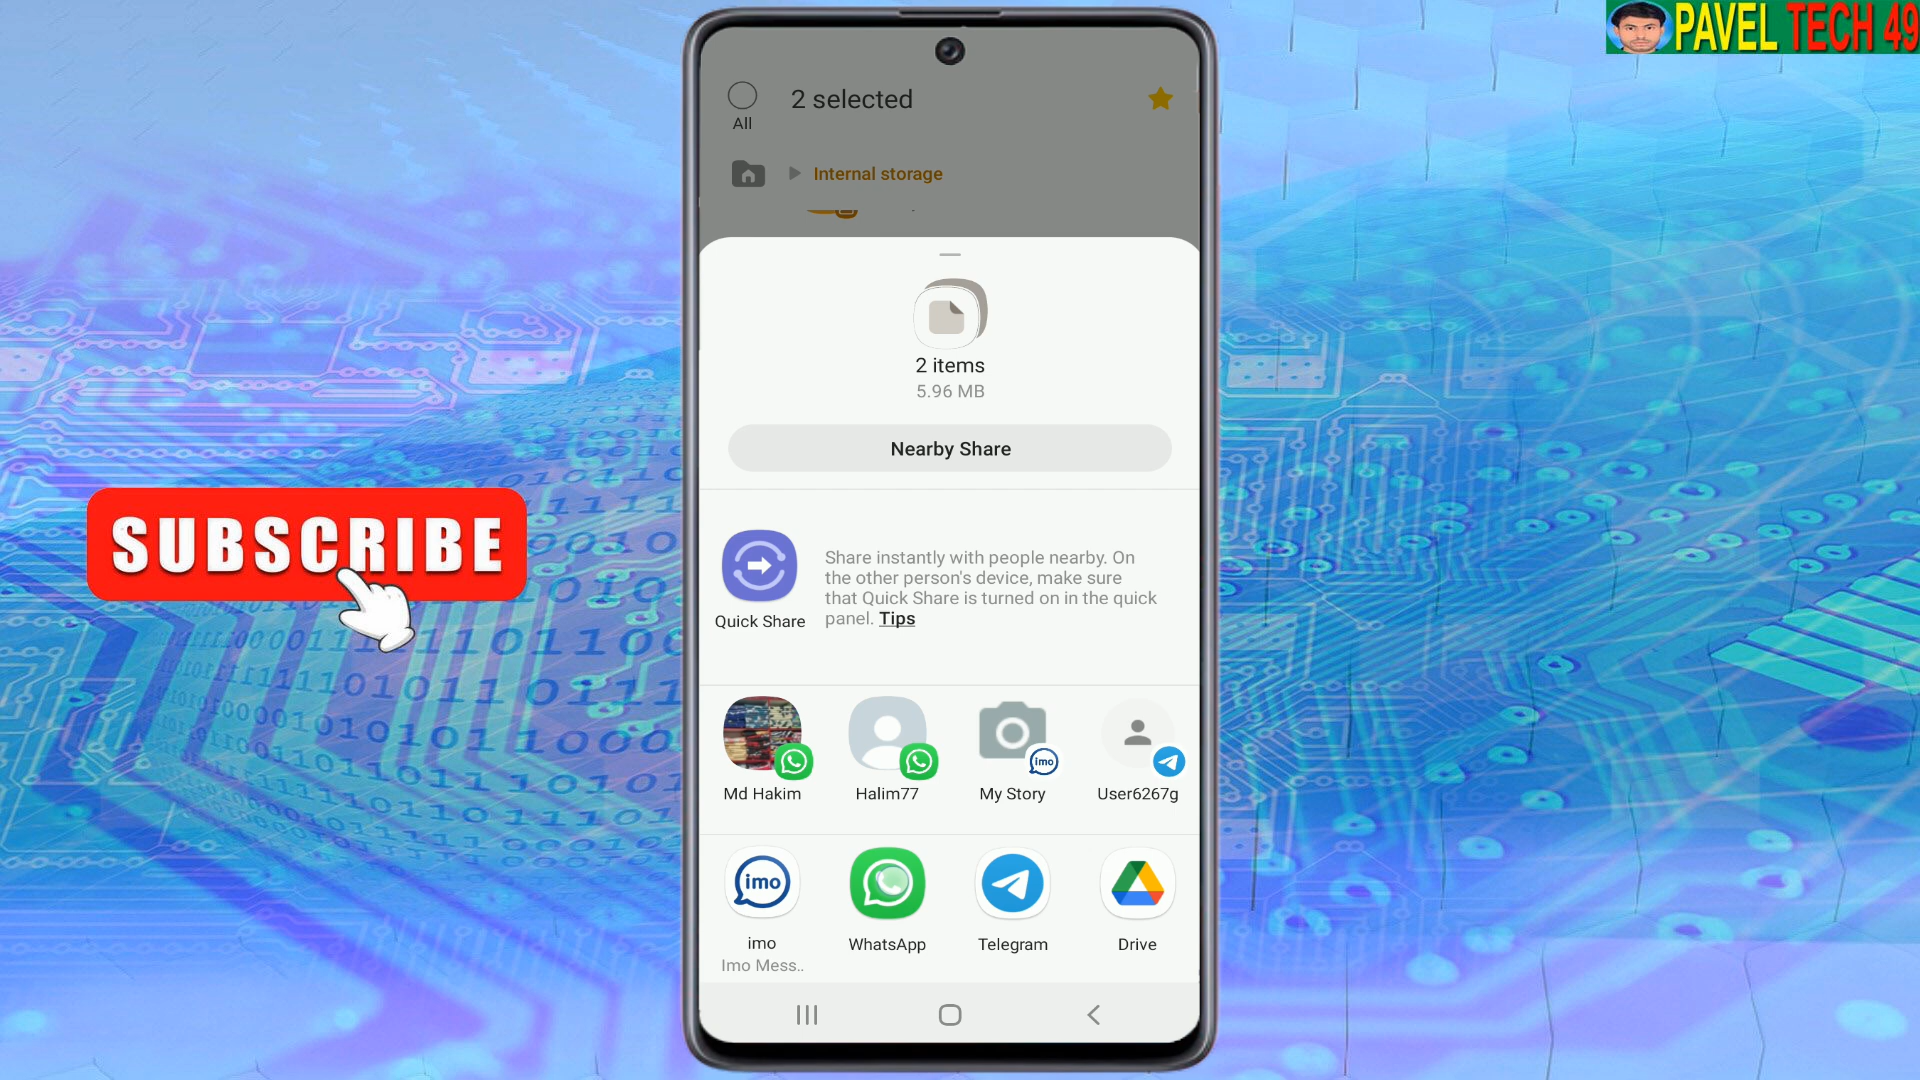 PAVEL TECH 49
2 selected
All
Internal storage
2 items
5.96 MB
Nearby Share
Share instantly with people nearby. On
the other person's device, make sure
that Quick Share is turned on in the quick
panel. Tips
Quick Share
SUBSCRIBE
Md Hakim
Halim77
imo
My Story
User6267g
imo
imo
Imo Mess..
WhatsApp
Telegram
Drive